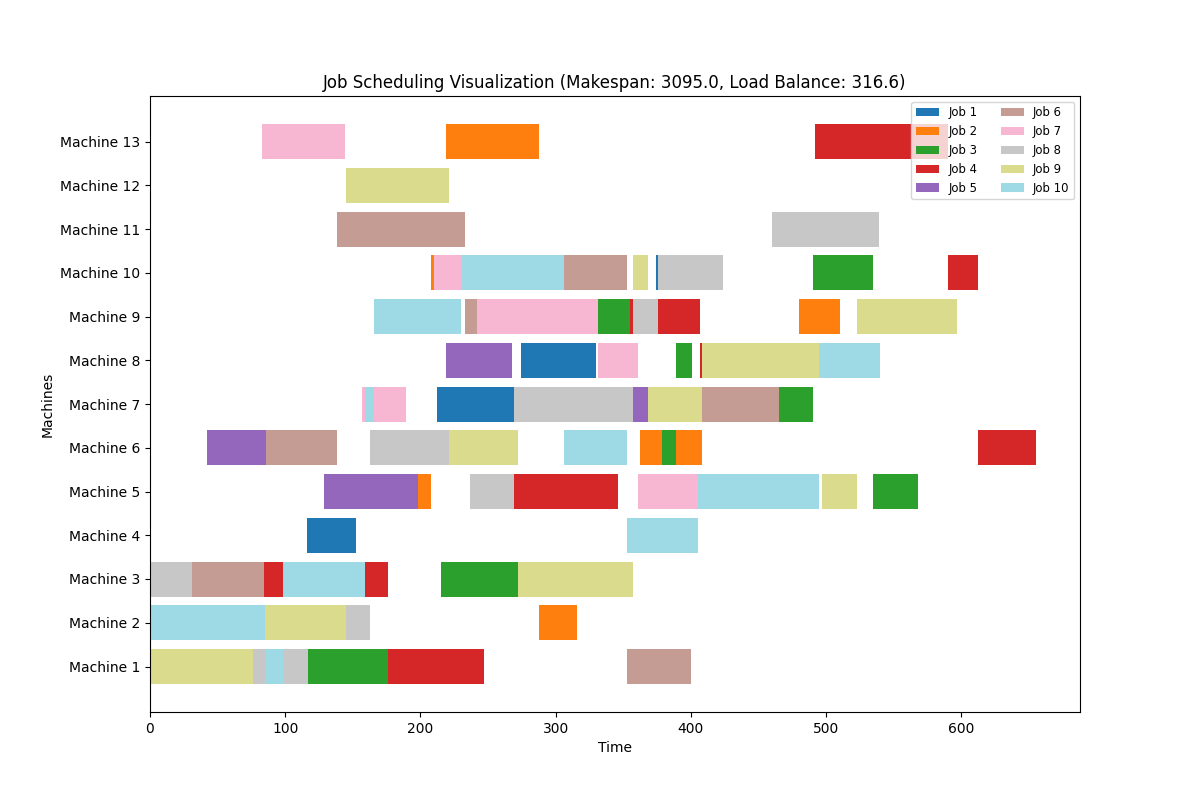 Job Scheduling Visualization (Makespan: 3095.0, Load Balance: 316.6)
Job 1
Job 2
Job 3
Job 4
Job 5
Job 6
Job 7
Job 8
Job 9
Job 10
Machines
Machine 13
Machine 12
Machine 11
Machine 10
Machine 9
Machine 8
Machine 7
Machine 6
Machine 5
Machine 4
Machine 3
Machine 2
Machine 1
0 100 200 300 400 500 600
Time